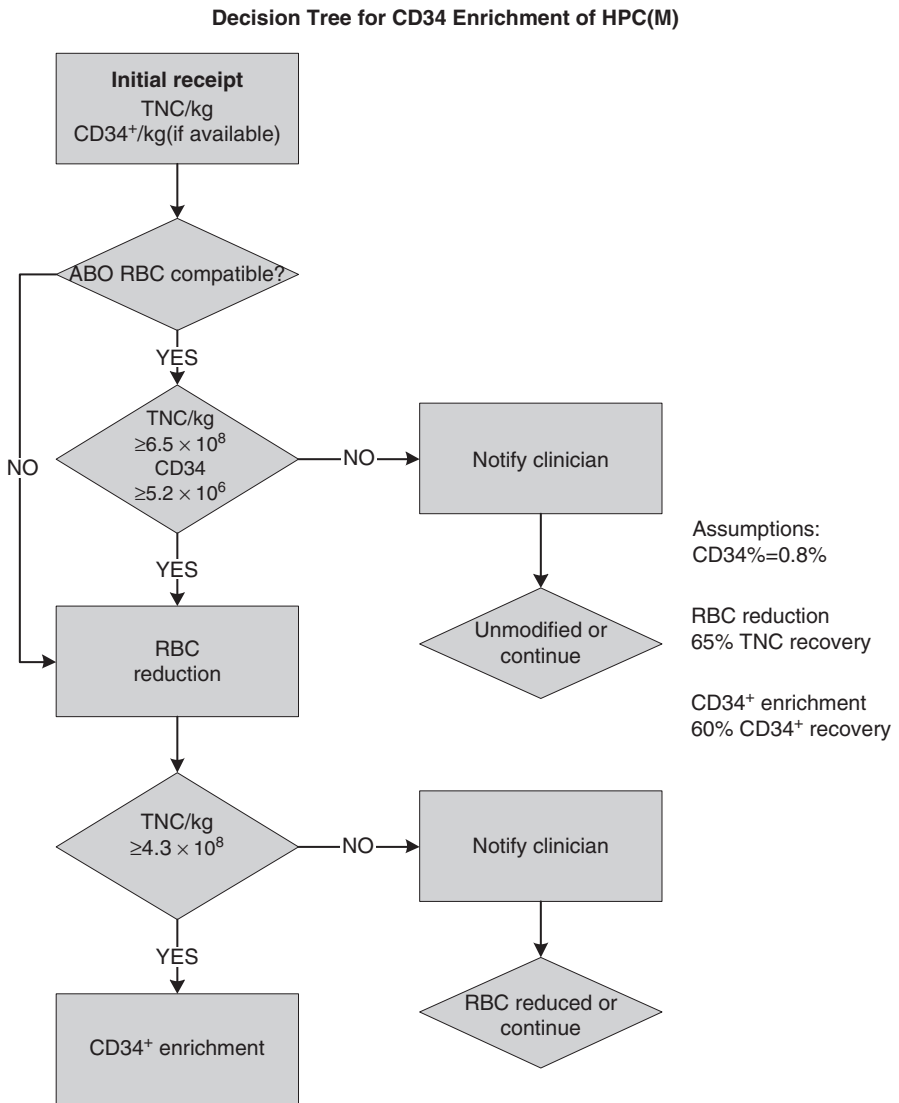 Decision Tree for CD34 Enrichment of HPC(M)
Initial receipt
TNC/kg
CD34⁺/kg(if available)
ABO RBC compatible?
YES
NO
TNC/kg
≥6.5 × 10⁸
CD34
≥5.2 × 10⁶
NO
Notify clinician
Unmodified or
continue
YES
RBC
reduction
TNC/kg
≥4.3 × 10⁸
NO
Notify clinician
RBC reduced or
continue
YES
CD34⁺ enrichment
Assumptions:
CD34%=0.8%
RBC reduction
65% TNC recovery
CD34⁺ enrichment
60% CD34⁺ recovery